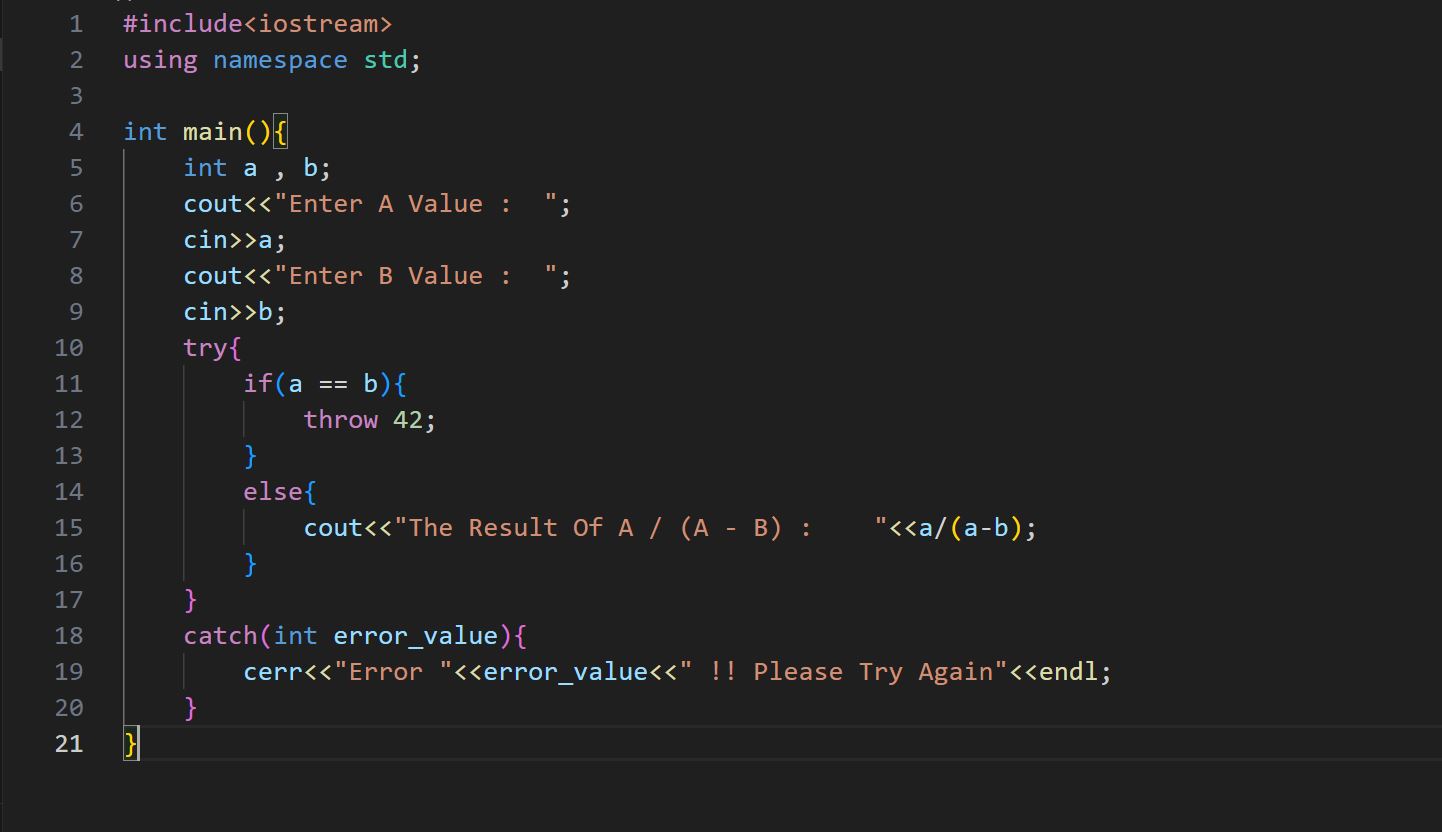 1 #include<iostream>
2 using namespace std;
3
4 int main(){
5     int a , b;
6     cout<<"Enter A Value :  ";
7     cin>>a;
8     cout<<"Enter B Value :  ";
9     cin>>b;
10     try{
11         if(a == b){
12             throw 42;
13         }
14         else{
15             cout<<"The Result Of A / (A - B) :    "<<a/(a-b);
16         }
17     }
18     catch(int error_value){
19         cerr<<"Error "<<error_value<<" !! Please Try Again"<<endl;
20     }
21 }